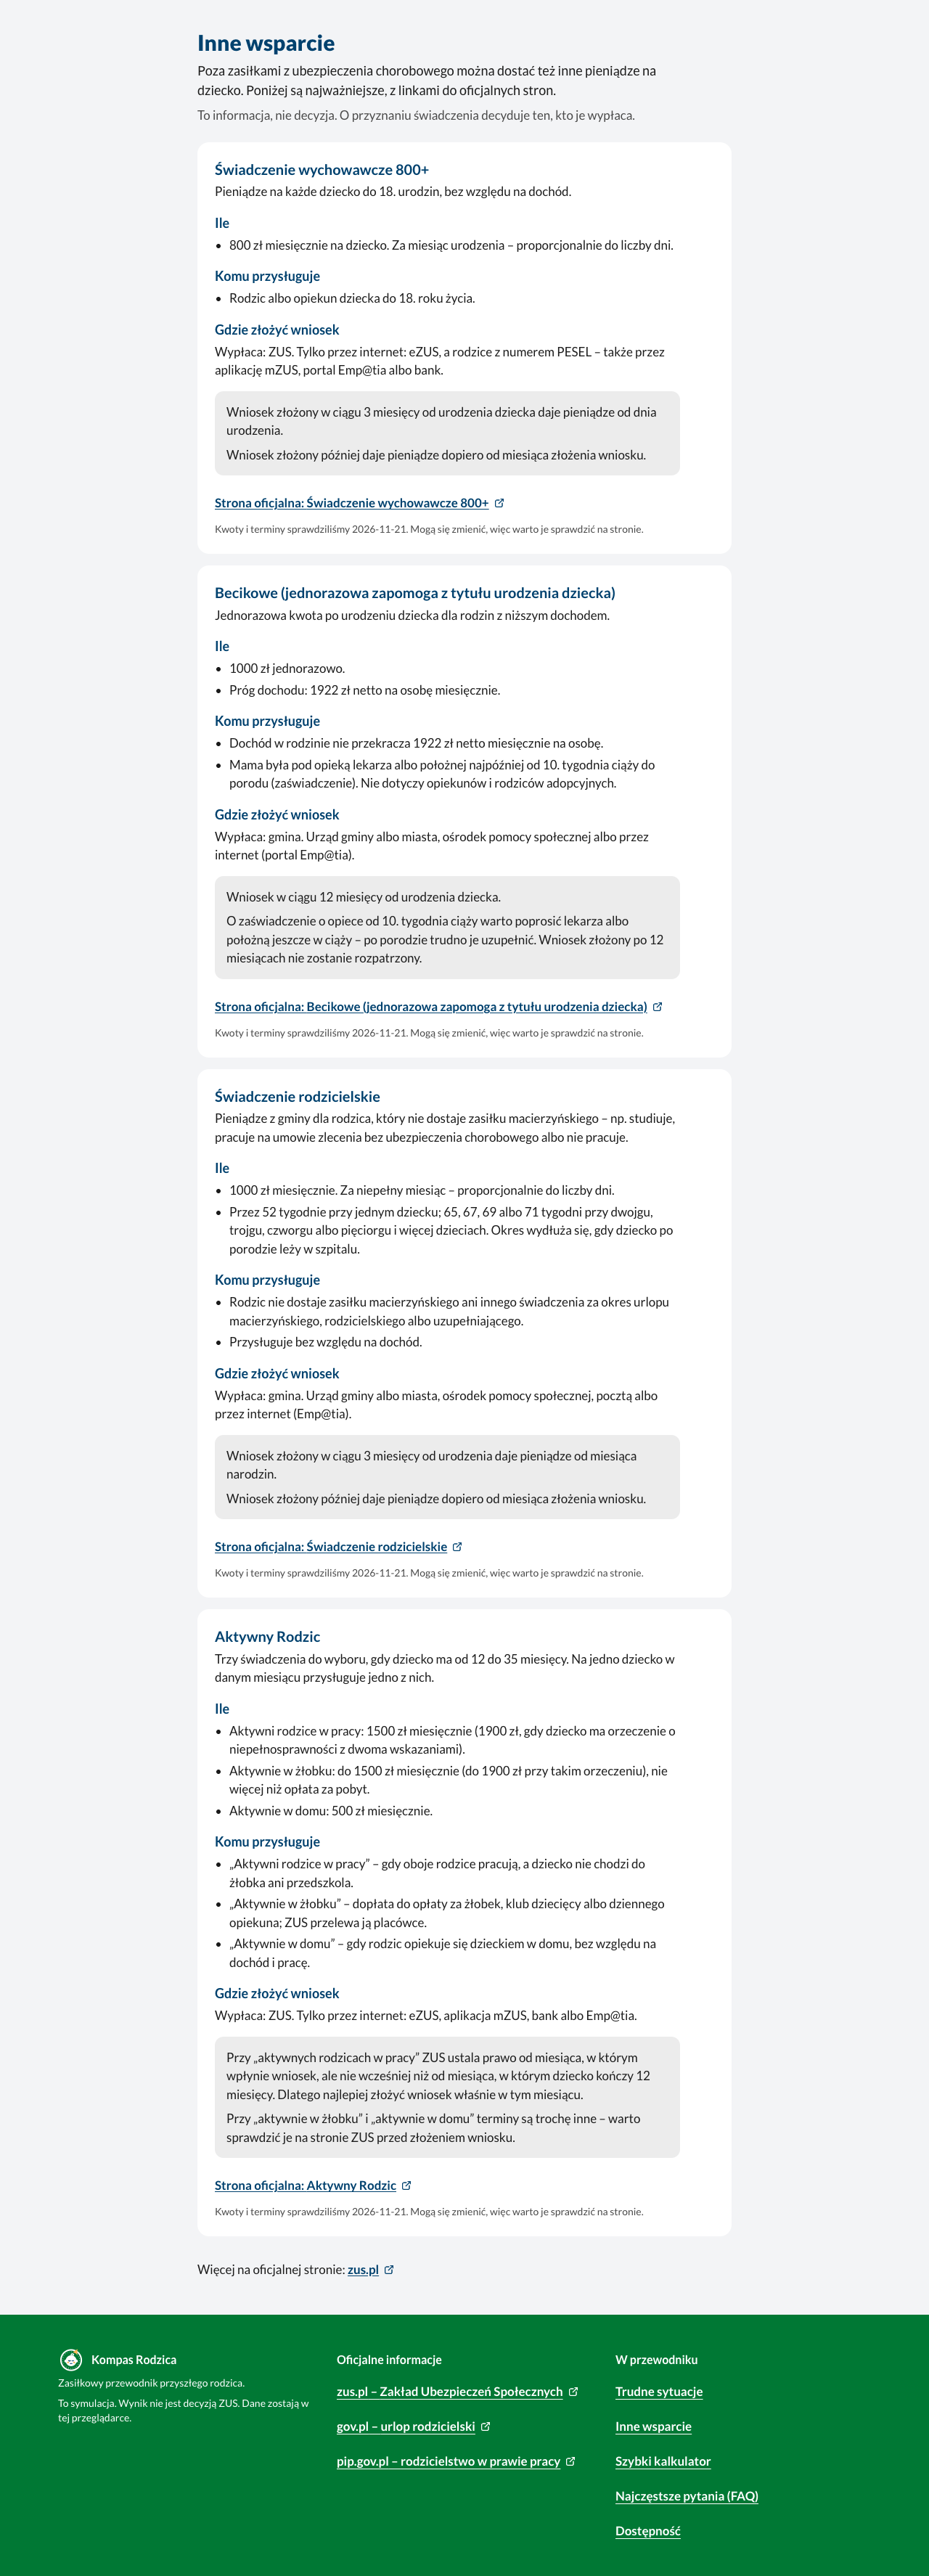 Inne wsparcie
Poza zasiłkami z ubezpieczenia chorobowego można dostać też inne pieniądze na
dziecko. Poniżej są najważniejsze, z linkami do oficjalnych stron.
To informacja, nie decyzja. O przyznaniu świadczenia decyduje ten, kto je wypłaca.
Świadczenie wychowawcze 800+
Pieniądze na każde dziecko do 18. urodzin, bez względu na dochód.
Ile
• 800 zł miesięcznie na dziecko. Za miesiąc urodzenia – proporcjonalnie do liczby dni.
Komu przysługuje
• Rodzic albo opiekun dziecka do 18. roku życia.
Gdzie złożyć wniosek
Wypłaca: ZUS. Tylko przez internet: eZUS, a rodzice z numerem PESEL – także przez
aplikację mZUS, portal Emp@tia albo bank.
Wniosek złożony w ciągu 3 miesięcy od urodzenia dziecka daje pieniądze od dnia
urodzenia.
Wniosek złożony później daje pieniądze dopiero od miesiąca złożenia wniosku.
Strona oficjalna: Świadczenie wychowawcze 800+
Kwoty i terminy sprawdziliśmy 2026-11-21. Mogą się zmienić, więc warto je sprawdzić na stronie.
Becikowe (jednorazowa zapomoga z tytułu urodzenia dziecka)
Jednorazowa kwota po urodzeniu dziecka dla rodzin z niższym dochodem.
Ile
• 1000 zł jednorazowo.
• Próg dochodu: 1922 zł netto na osobę miesięcznie.
Komu przysługuje
• Dochód w rodzinie nie przekracza 1922 zł netto miesięcznie na osobę.
• Mama była pod opieką lekarza albo położnej najpóźniej od 10. tygodnia ciąży do
porodu (zaświadczenie). Nie dotyczy opiekunów i rodziców adopcyjnych.
Gdzie złożyć wniosek
Wypłaca: gmina. Urząd gminy albo miasta, ośrodek pomocy społecznej albo przez
internet (portal Emp@tia).
Wniosek w ciągu 12 miesięcy od urodzenia dziecka.
O zaświadczenie o opiece od 10. tygodnia ciąży warto poprosić lekarza albo
położną jeszcze w ciąży – po porodzie trudno je uzupełnić. Wniosek złożony po 12
miesiącach nie zostanie rozpatrzony.
Strona oficjalna: Becikowe (jednorazowa zapomoga z tytułu urodzenia dziecka)
Kwoty i terminy sprawdziliśmy 2026-11-21. Mogą się zmienić, więc warto je sprawdzić na stronie.
Świadczenie rodzicielskie
Pieniądze z gminy dla rodzica, który nie dostaje zasiłku macierzyńskiego – np. studiuje,
pracuje na umowie zlecenia bez ubezpieczenia chorobowego albo nie pracuje.
Ile
• 1000 zł miesięcznie. Za niepełny miesiąc – proporcjonalnie do liczby dni.
• Przez 52 tygodnie przy jednym dziecku; 65, 67, 69 albo 71 tygodni przy dwojgu,
trojgu, czworgu albo pięciorgu i więcej dzieciach. Okres wydłuża się, gdy dziecko po
porodzie leży w szpitalu.
Komu przysługuje
• Rodzic nie dostaje zasiłku macierzyńskiego ani innego świadczenia za okres urlopu
macierzyńskiego, rodzicielskiego albo uzupełniającego.
• Przysługuje bez względu na dochód.
Gdzie złożyć wniosek
Wypłaca: gmina. Urząd gminy albo miasta, ośrodek pomocy społecznej, pocztą albo
przez internet (Emp@tia).
Wniosek złożony w ciągu 3 miesięcy od urodzenia daje pieniądze od miesiąca
narodzin.
Wniosek złożony później daje pieniądze dopiero od miesiąca złożenia wniosku.
Strona oficjalna: Świadczenie rodzicielskie
Kwoty i terminy sprawdziliśmy 2026-11-21. Mogą się zmienić, więc warto je sprawdzić na stronie.
Aktywny Rodzic
Trzy świadczenia do wyboru, gdy dziecko ma od 12 do 35 miesięcy. Na jedno dziecko w
danym miesiącu przysługuje jedno z nich.
Ile
• Aktywni rodzice w pracy: 1500 zł miesięcznie (1900 zł, gdy dziecko ma orzeczenie o
niepełnosprawności z dwoma wskazaniami).
• Aktywnie w żłobku: do 1500 zł miesięcznie (do 1900 zł przy takim orzeczeniu), nie
więcej niż opłata za pobyt.
• Aktywnie w domu: 500 zł miesięcznie.
Komu przysługuje
• „Aktywni rodzice w pracy” – gdy oboje rodzice pracują, a dziecko nie chodzi do
żłobka ani przedszkola.
• „Aktywnie w żłobku” – dopłata do opłaty za żłobek, klub dziecięcy albo dziennego
opiekuna; ZUS przelewa ją placówce.
• „Aktywnie w domu” – gdy rodzic opiekuje się dzieckiem w domu, bez względu na
dochód i pracę.
Gdzie złożyć wniosek
Wypłaca: ZUS. Tylko przez internet: eZUS, aplikacja mZUS, bank albo Emp@tia.
Przy „aktywnych rodzicach w pracy” ZUS ustala prawo od miesiąca, w którym
wpłynie wniosek, ale nie wcześniej niż od miesiąca, w którym dziecko kończy 12
miesięcy. Dlatego najlepiej złożyć wniosek właśnie w tym miesiącu.
Przy „aktywnie w żłobku” i „aktywnie w domu” terminy są trochę inne – warto
sprawdzić je na stronie ZUS przed złożeniem wniosku.
Strona oficjalna: Aktywny Rodzic
Kwoty i terminy sprawdziliśmy 2026-11-21. Mogą się zmienić, więc warto je sprawdzić na stronie.
Więcej na oficjalnej stronie: zus.pl
Kompas Rodzica
Zasiłkowy przewodnik przyszłego rodzica.
To symulacja. Wynik nie jest decyzją ZUS. Dane zostają w
tej przeglądarce.
Oficjalne informacje
zus.pl – Zakład Ubezpieczeń Społecznych
gov.pl – urlop rodzicielski
pip.gov.pl – rodzicielstwo w prawie pracy
W przewodniku
Trudne sytuacje
Inne wsparcie
Szybki kalkulator
Najczęstsze pytania (FAQ)
Dostępność